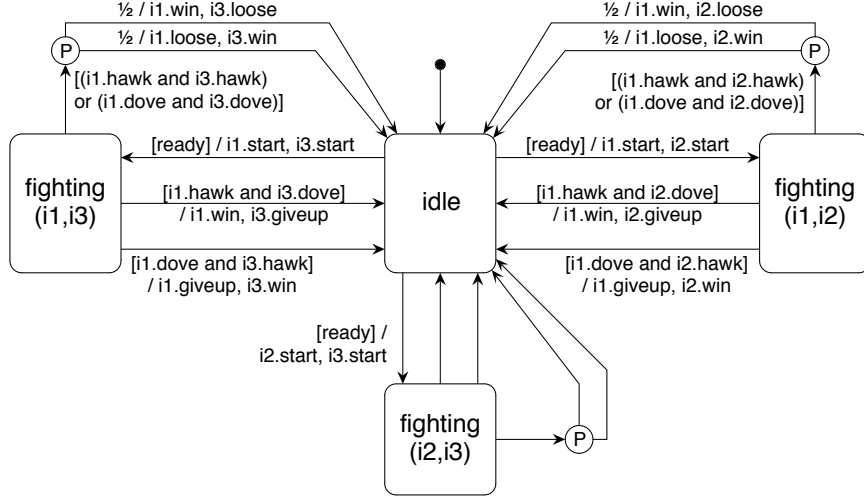 ½ / i1.win, i3.loose
½ / i1.loose, i3.win
P
[(i1.hawk and i3.hawk)
or (i1.dove and i3.dove)]
½ / i1.win, i2.loose
½ / i1.loose, i2.win
P
[(i1.hawk and i2.hawk)
or (i1.dove and i2.dove)]
fighting
(i1,i3)
[ready] / i1.start, i3.start
[i1.hawk and i3.dove]
/ i1.win, i3.giveup
[i1.dove and i3.hawk]
/ i1.giveup, i3.win
idle
[ready] / i1.start, i2.start
[i1.hawk and i2.dove]
/ i1.win, i2.giveup
[i1.dove and i2.hawk]
/ i1.giveup, i2.win
fighting
(i1,i2)
[ready] /
i2.start, i3.start
fighting
(i2,i3)
P